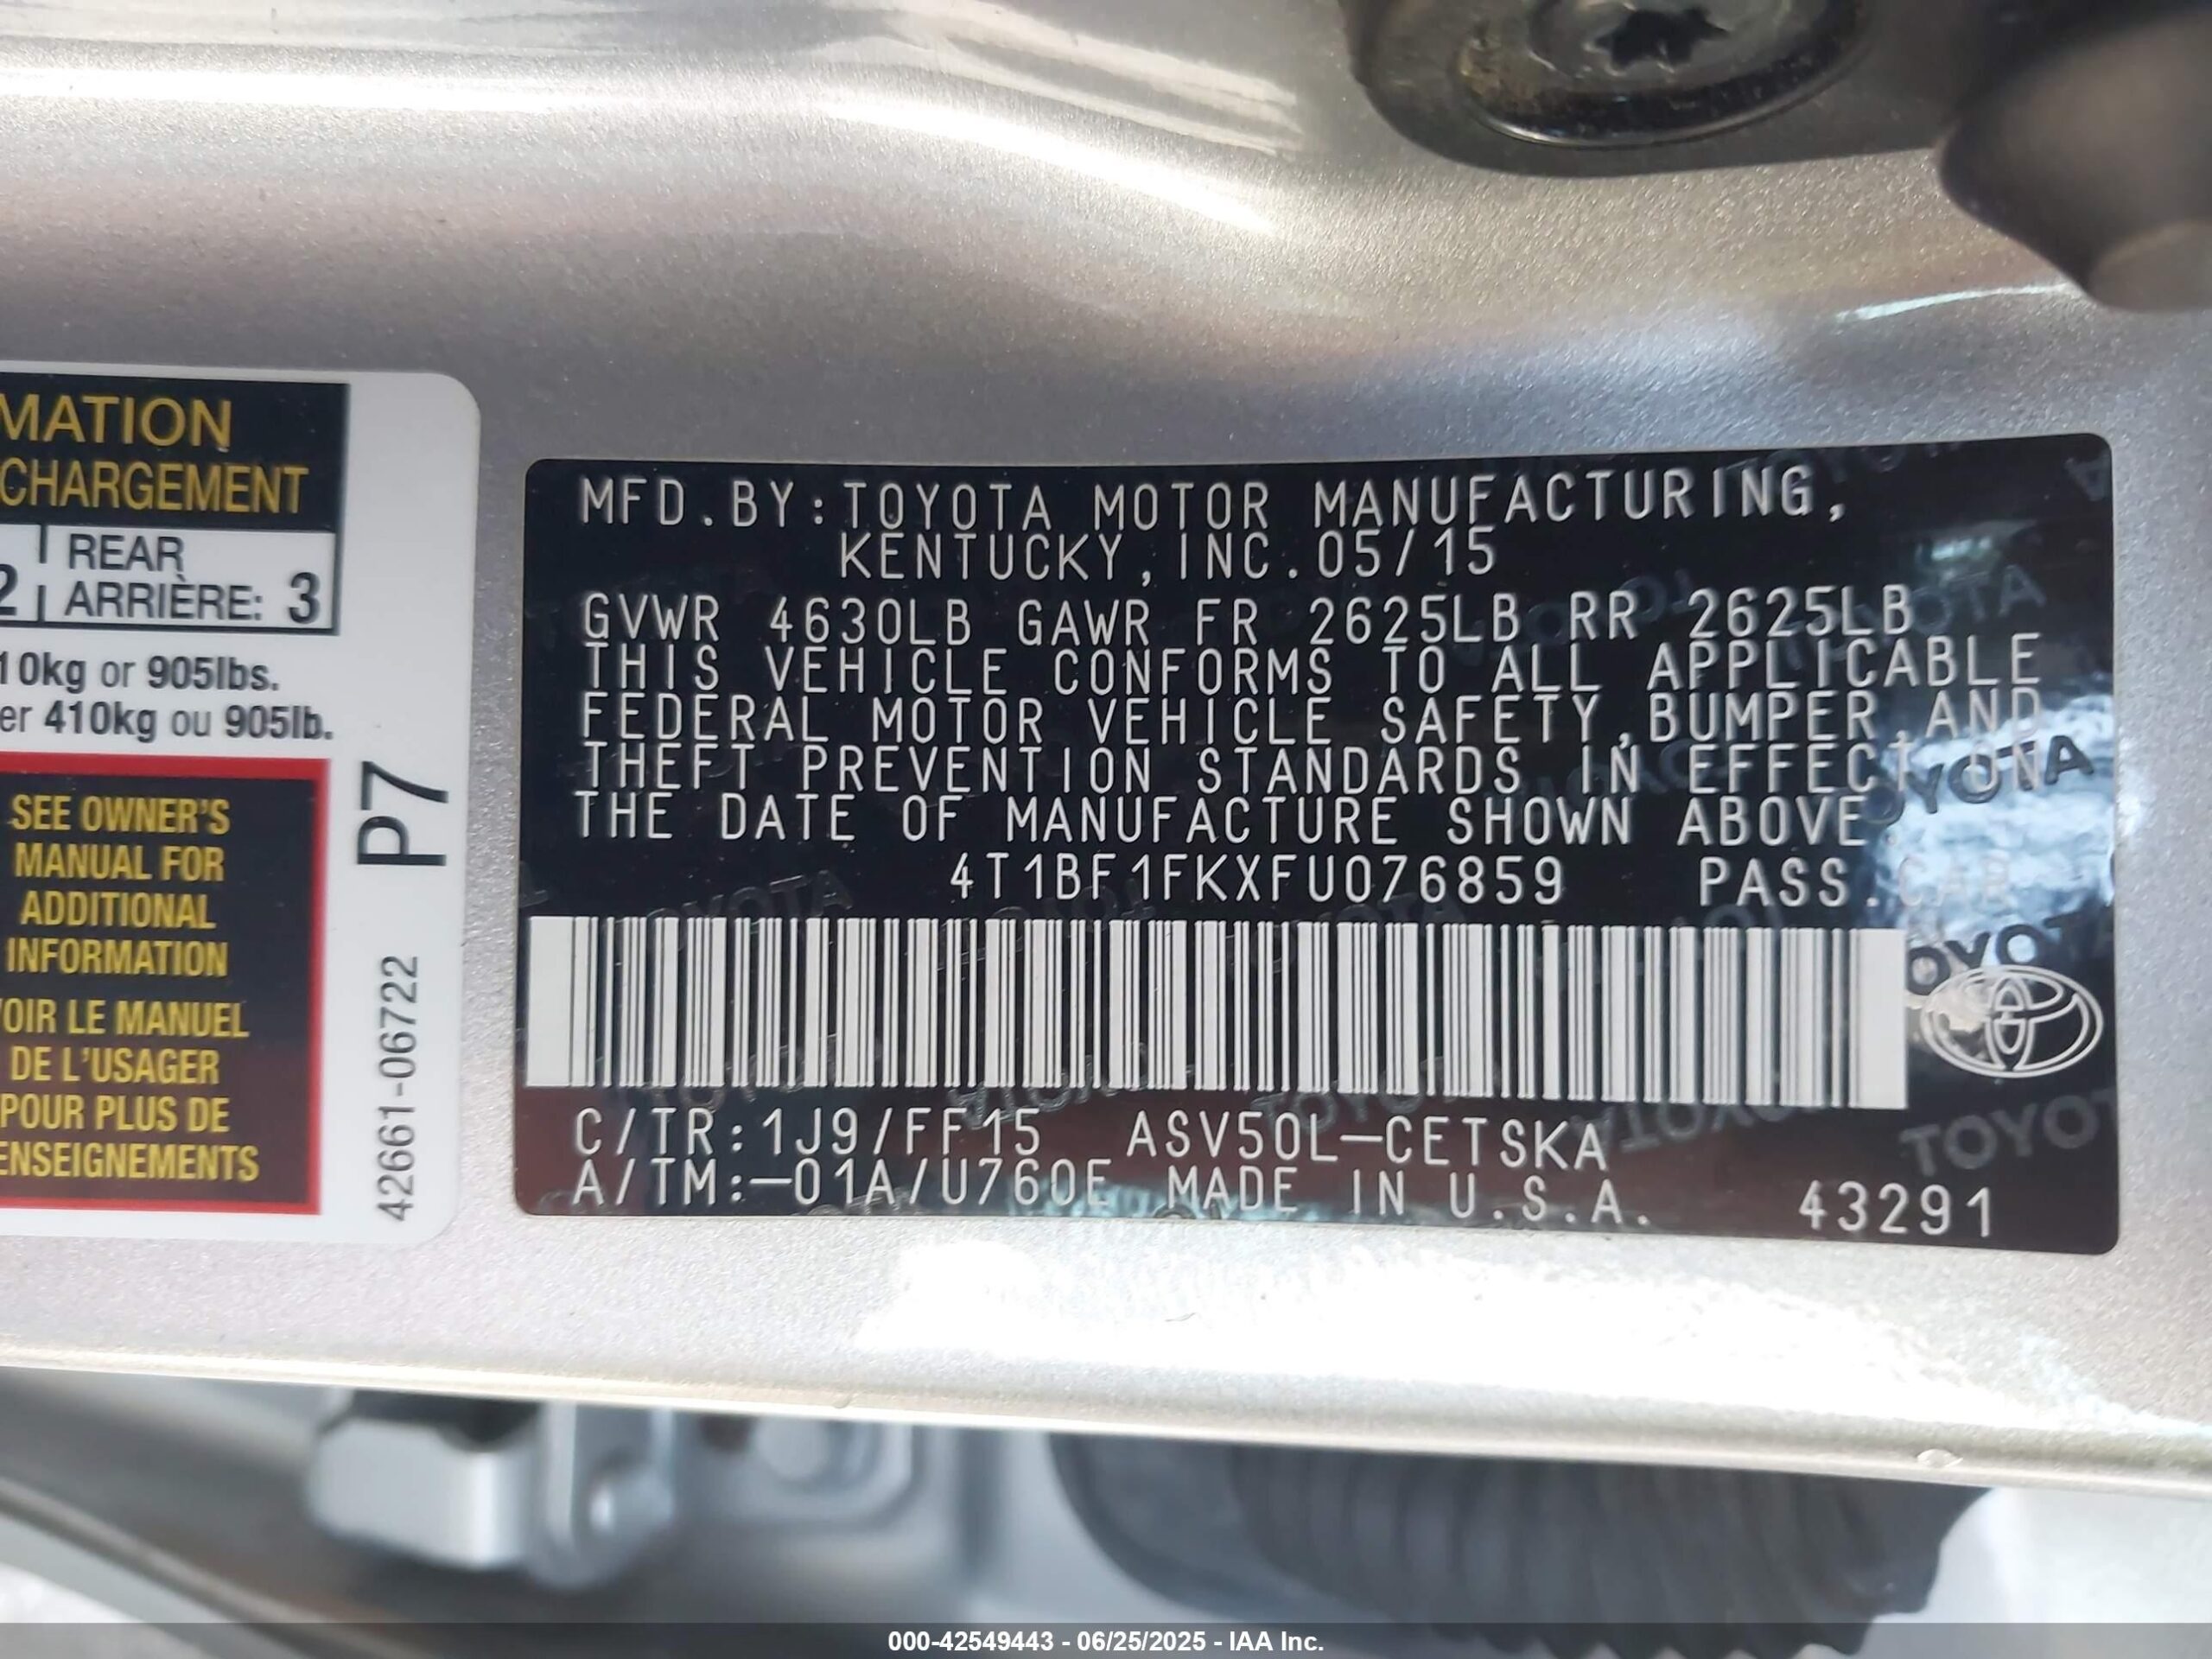 MATION
CHARGEMENT
2 REAR
ARRIÈRE: 3
10kg or 905lbs.
er 410kg ou 905lb.
SEE OWNER'S
MANUAL FOR
ADDITIONAL
INFORMATION
OIR LE MANUEL
DE L'USAGER
POUR PLUS DE
ENSEIGNEMENTS
P7
42661-06722
MFD.BY:TOYOTA MOTOR MANUFACTURING,
KENTUCKY,INC.05/15
GVWR 4630LB GAWR FR 2625LB RR 2625LB
THIS VEHICLE CONFORMS TO ALL APPLICABLE
FEDERAL MOTOR VEHICLE SAFETY,BUMPER,AND
THEFT PREVENTION STANDARDS IN EFFECT ON
THE DATE OF MANUFACTURE SHOWN ABOVE.
4T1BF1FKXFU076859 PASS.CAR
C/TR:1J9/FF15 ASV50L-CETSKA
A/TM:-01A/U760E MADE IN U.S.A. 43291
TOYOTA
000-42549443 - 06/25/2025 - IAA Inc.